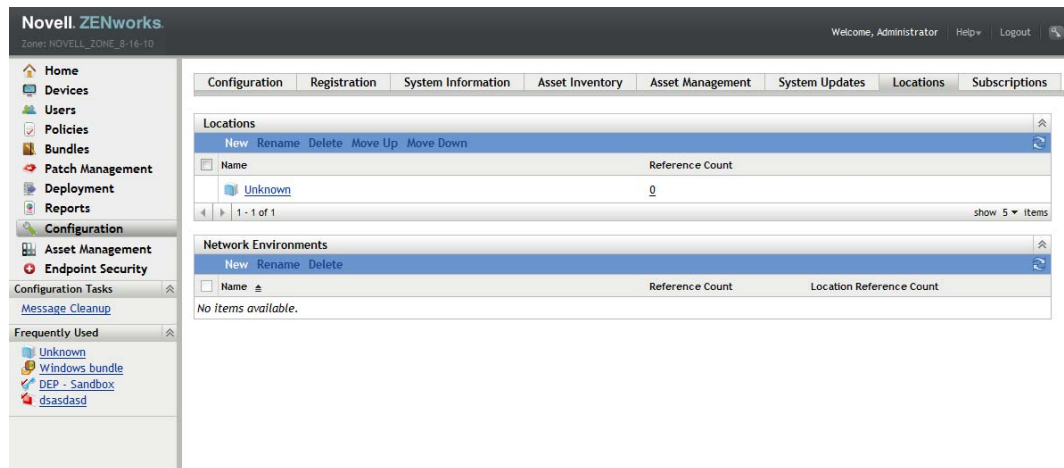 Novell. ZENworks.
Zone: NOVELL_ZONE_8-16-10
Welcome, Administrator Help Logout
Home
Devices
Users
Policies
Bundles
Patch Management
Deployment
Reports
Configuration
Asset Management
Endpoint Security
Configuration Tasks
Message Cleanup
Frequently Used
Unknown
Windows bundle
DEP - Sandbox
dsasdasd
Configuration Registration System Information Asset Inventory Asset Management System Updates Locations Subscriptions
Locations
New Rename Delete Move Up Move Down
Name Reference Count
Unknown 0
1 - 1 of 1 show 5 items
Network Environments
New Rename Delete
Name Reference Count Location Reference Count
No items available.